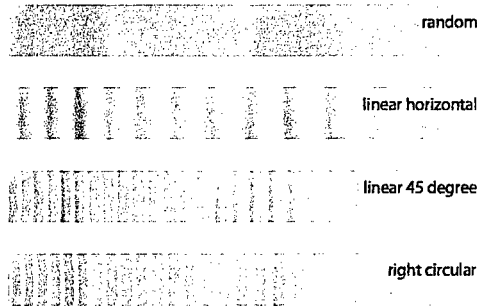 random
linear horizontal
linear 45 degree
right circular